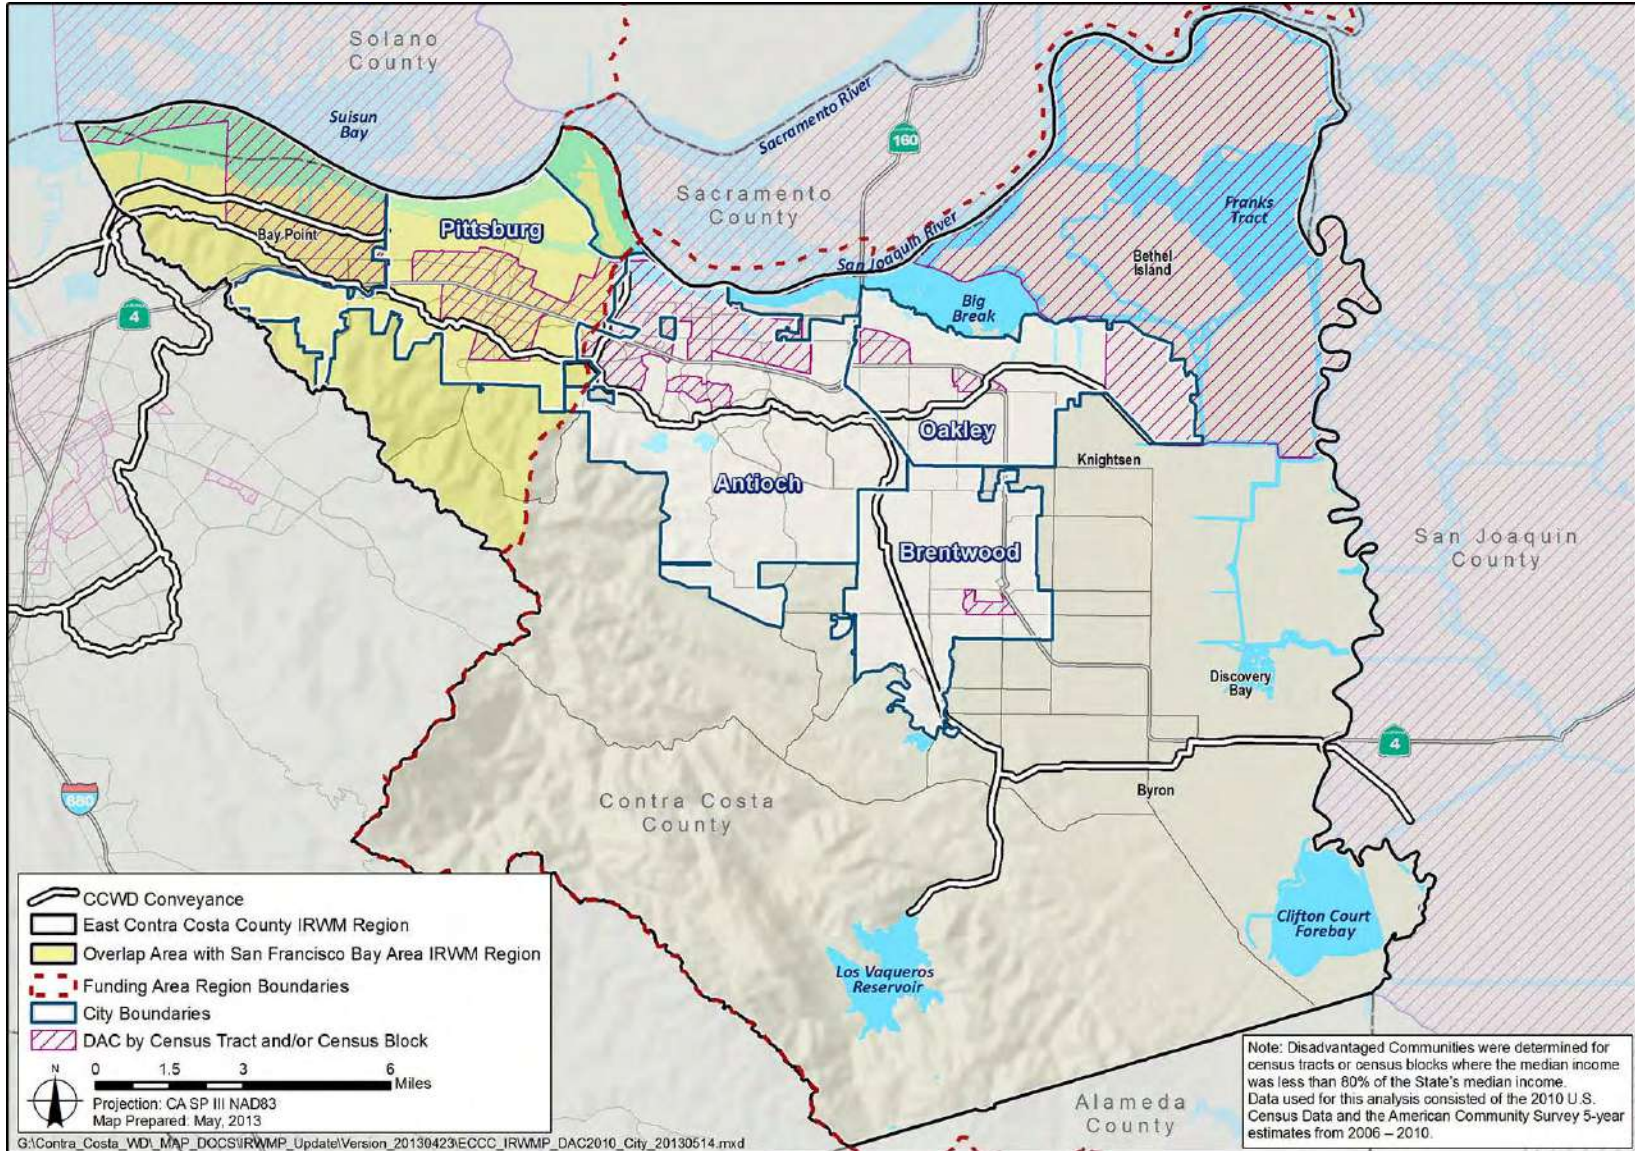 Solano
County
Suisun
Bay
Sacramento River
160
Sacramento
County
Franks
Tract
Pittsburg
Bay Point
San Joaquin River
Bethel
Island
Big
Break
4
Oakley
Knightsen
Antioch
Brentwood
San Joaquin
County
Discovery
Bay
4
680
Contra Costa
County
Byron
Clifton Court
Forebay
Los Vaqueros
Reservoir
Alameda
County
CCWD Conveyance
East Contra Costa County IRWM Region
Overlap Area with San Francisco Bay Area IRWM Region
Funding Area Region Boundaries
City Boundaries
DAC by Census Tract and/or Census Block
N
0 1.5 3 6
Miles
Projection: CA SP III NAD83
Map Prepared: May, 2013
Note: Disadvantaged Communities were determined for
census tracts or census blocks where the median income
was less than 80% of the State's median income.
Data used for this analysis consisted of the 2010 U.S.
Census Data and the American Community Survey 5-year
estimates from 2006 – 2010.
G:\Contra_Costa_WD\_MAP_DOCS\IRWMP_Update\Version_20130423\ECCC_IRWMP_DAC2010_City_20130514.mxd